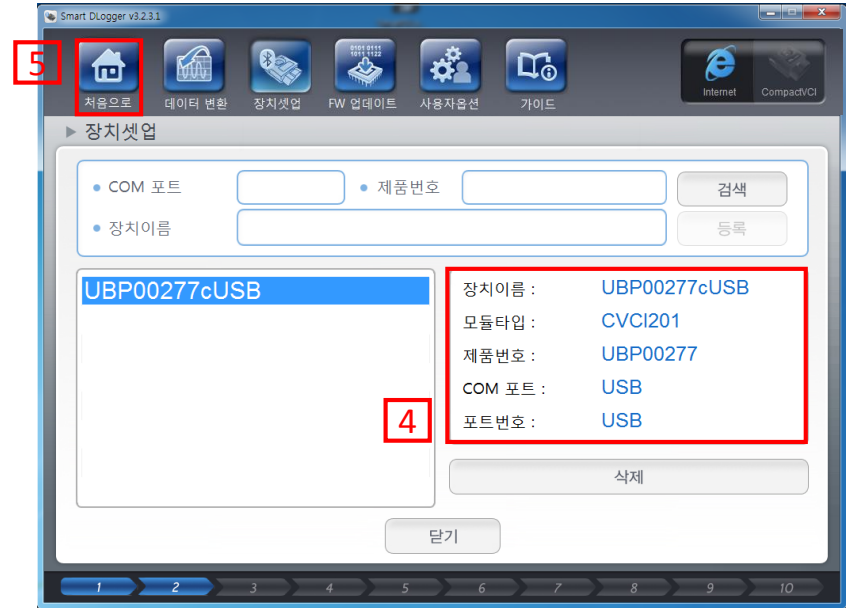 Smart DLogger v3.2.3.1
5
0101 0111
1011 1122
처음으로 데이터 변환 장치셋업 FW 업데이트 사용자옵션 가이드 Internet CompactVCI
장치셋업
COM 포트 제품번호 검색
장치이름 등록
UBP00277cUSB
장치이름 : UBP00277cUSB
모듈타입 : CVCI201
제품번호 : UBP00277
COM 포트 : USB
4
포트번호 : USB
삭제
닫기
1 2 3 4 5 6 7 8 9 10